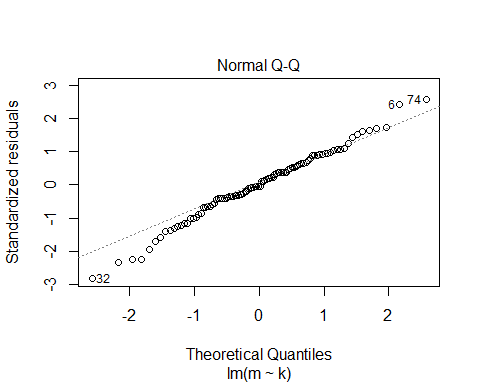 Normal Q-Q
Standardized residuals
3
2
1
0
-1
-2
-3
6
74
32
-2 -1 0 1 2
Theoretical Quantiles
lm(m ~ k)